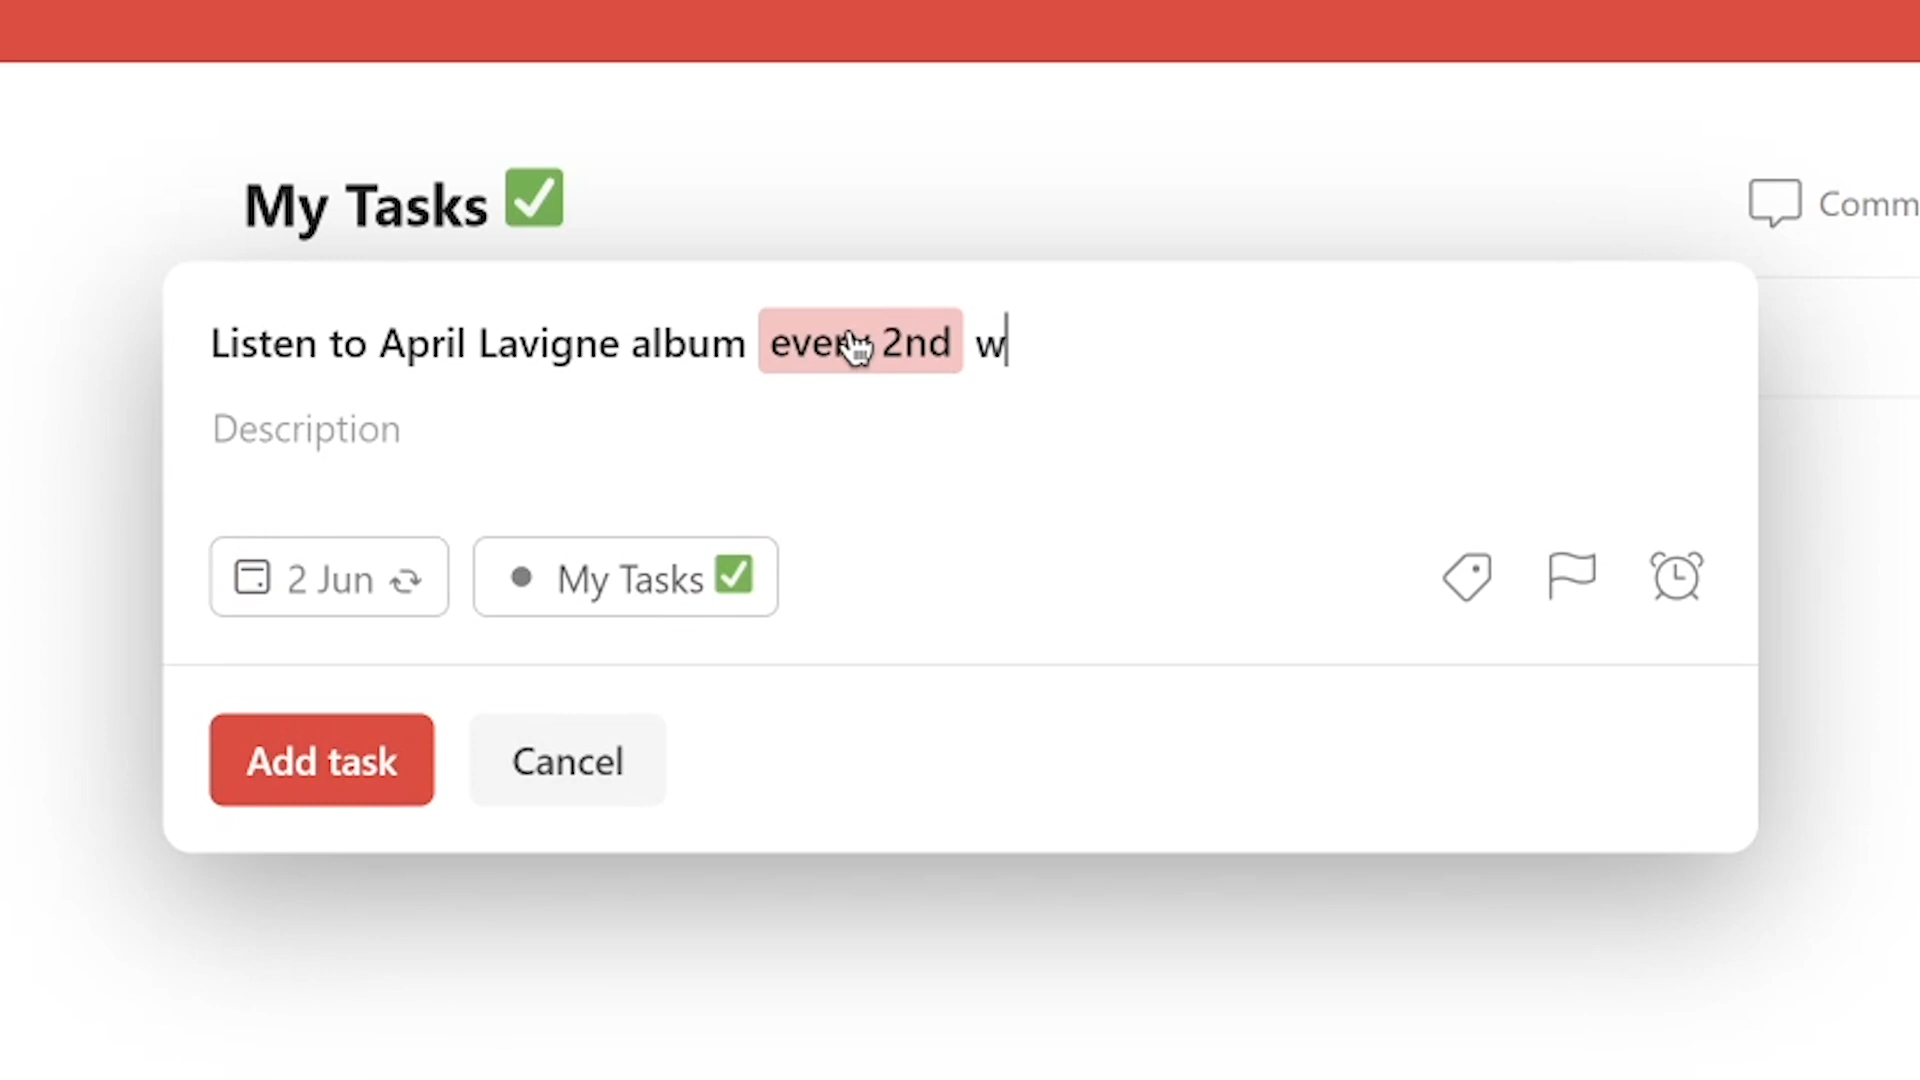 My Tasks ✅
Comm
Listen to April Lavigne album every 2nd w
Description
2 Jun
My Tasks ✅
Add task
Cancel